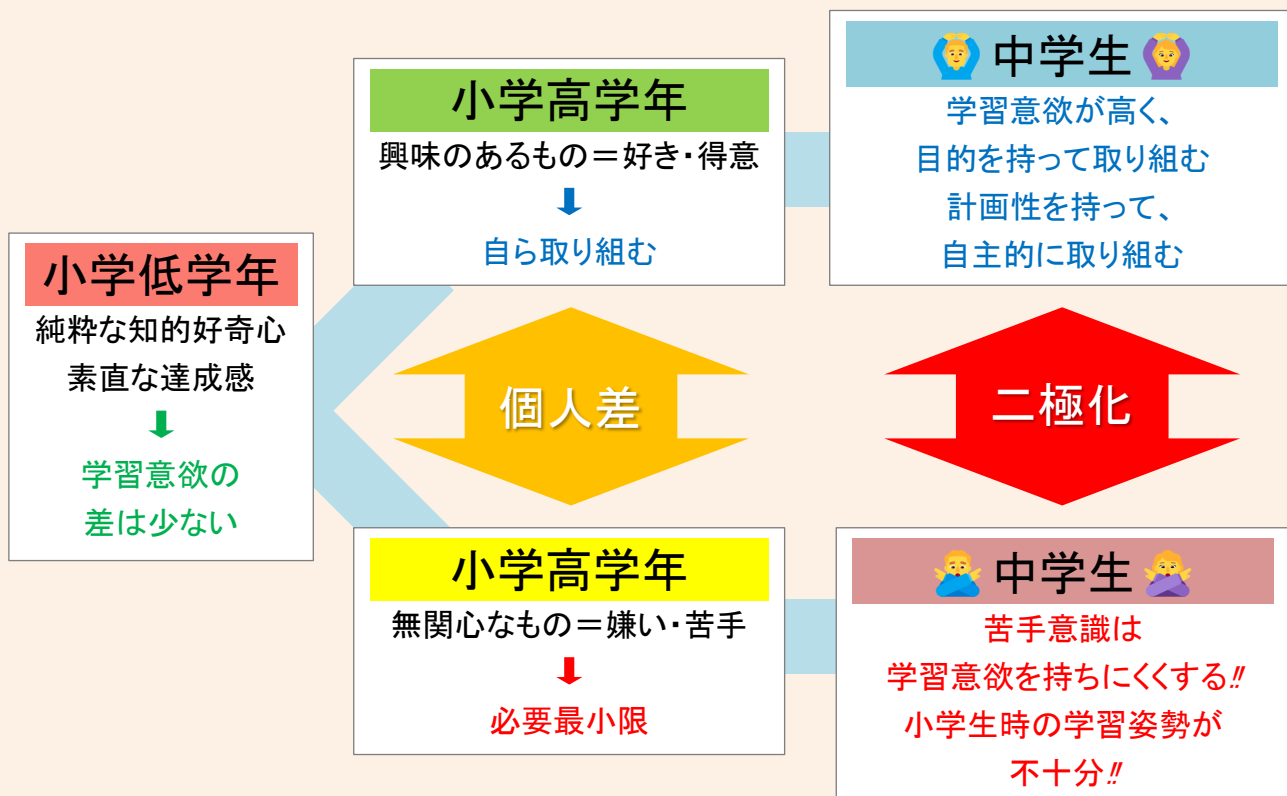 小学低学年
純粋な知的好奇心
素直な達成感
⬇
学習意欲の
差は少ない
小学高学年
興味のあるもの＝好き・得意
⬇
自ら取り組む
個人差
小学高学年
無関心なもの＝嫌い・苦手
⬇
必要最小限
🙆‍♂️中学生🙆‍♀️
学習意欲が高く、
目的を持って取り組む
計画性を持って、
自主的に取り組む
二極化
🙅‍♂️中学生🙅‍♀️
苦手意識は
学習意欲を持ちにくくする‼
小学生時の学習姿勢が
不十分‼